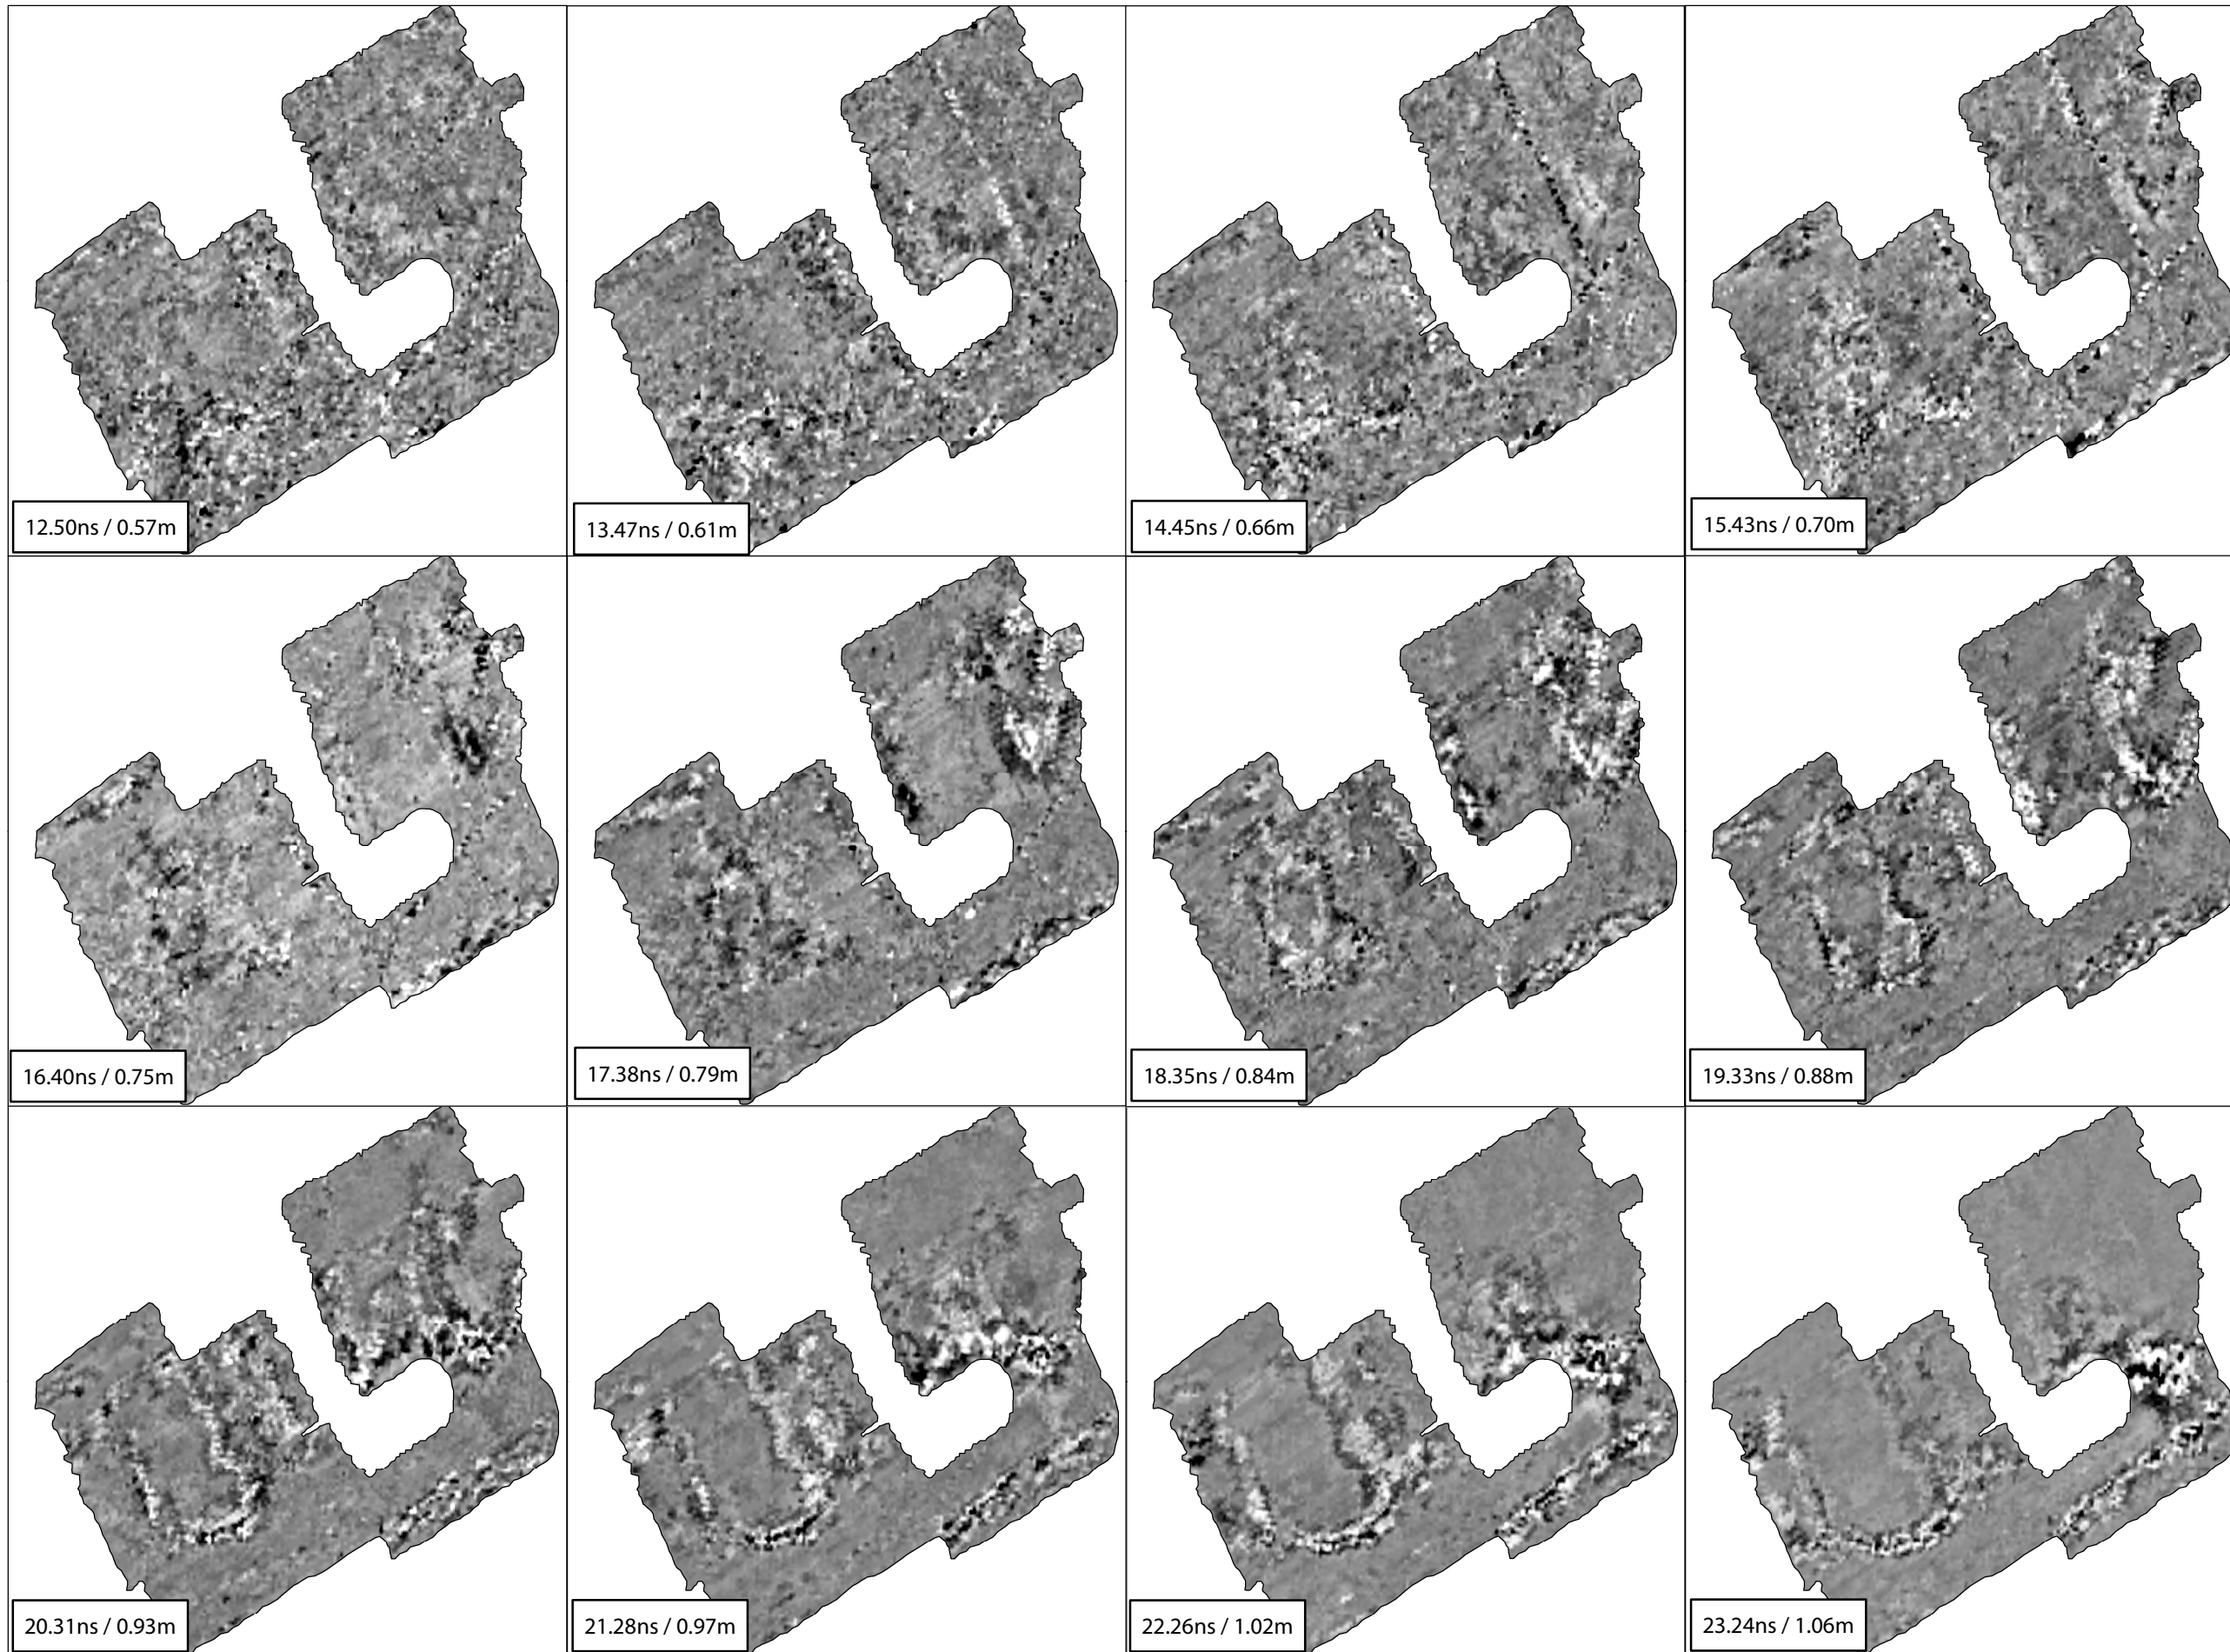 12.50ns / 0.57m
13.47ns / 0.61m
14.45ns / 0.66m
15.43ns / 0.70m
16.40ns / 0.75m
17.38ns / 0.79m
18.35ns / 0.84m
19.33ns / 0.88m
20.31ns / 0.93m
21.28ns / 0.97m
22.26ns / 1.02m
23.24ns / 1.06m